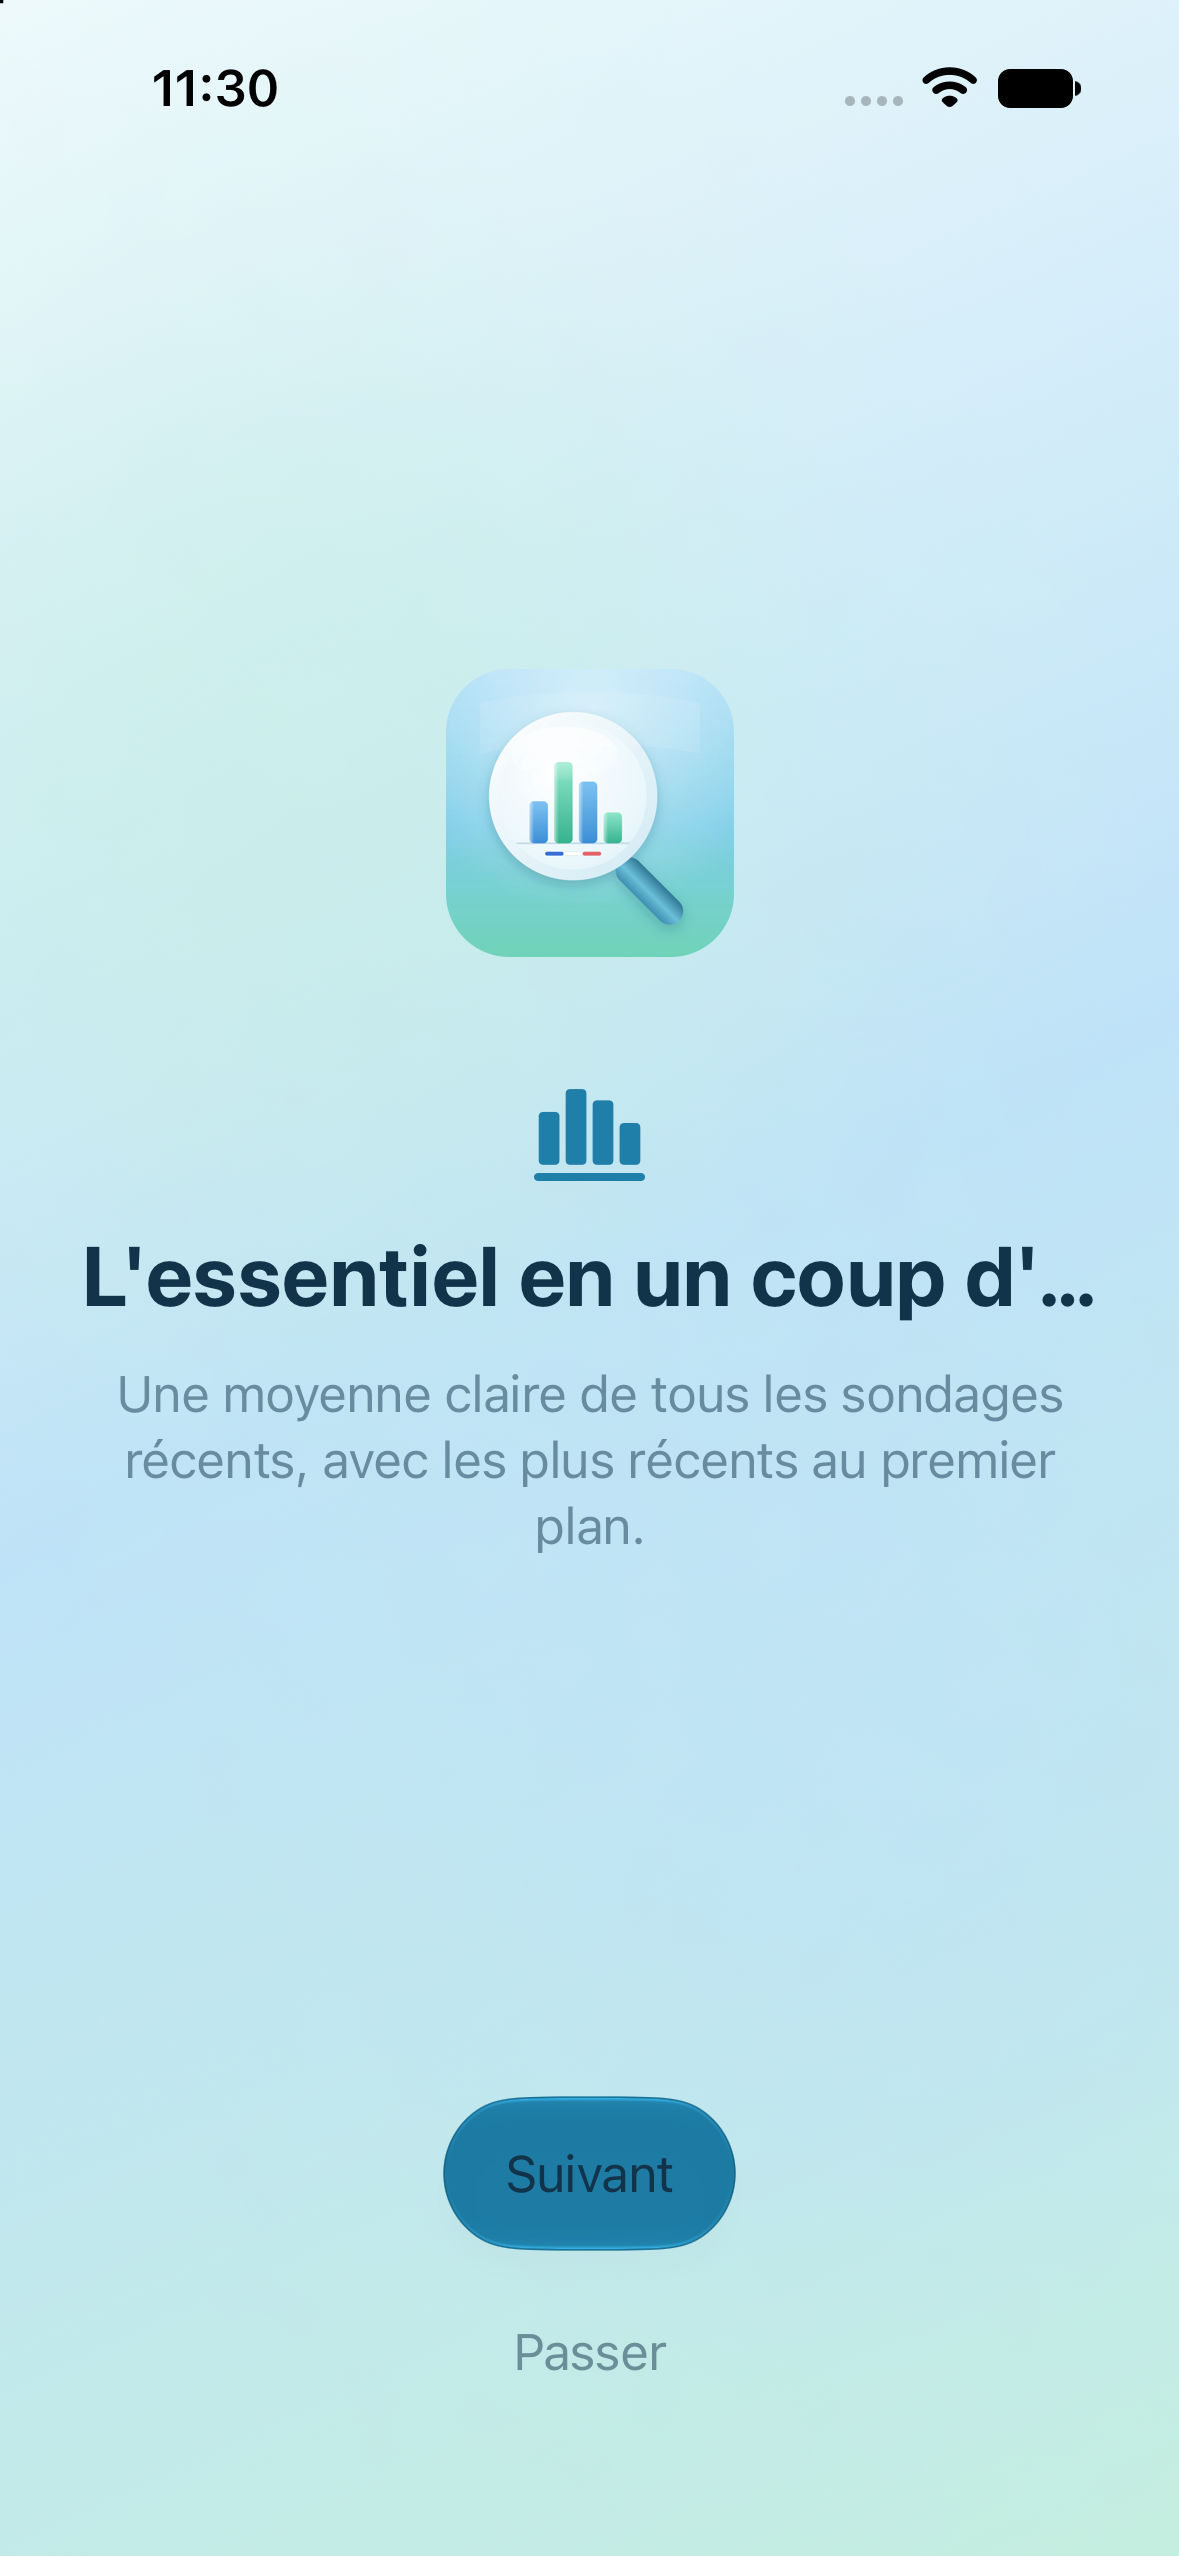 11:30
L'essentiel en un coup d'...
Une moyenne claire de tous les sondages
récents, avec les plus récents au premier
plan.
Suivant
Passer